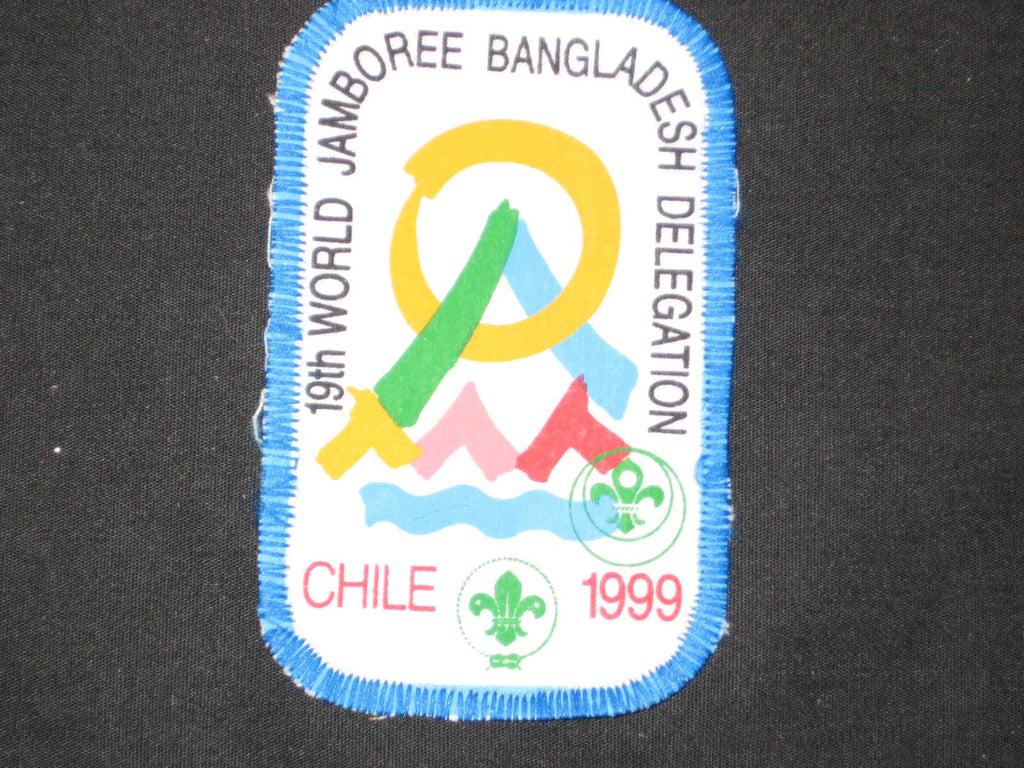 19th WORLD JAMBOREE BANGLADESH DELEGATION
CHILE 1999